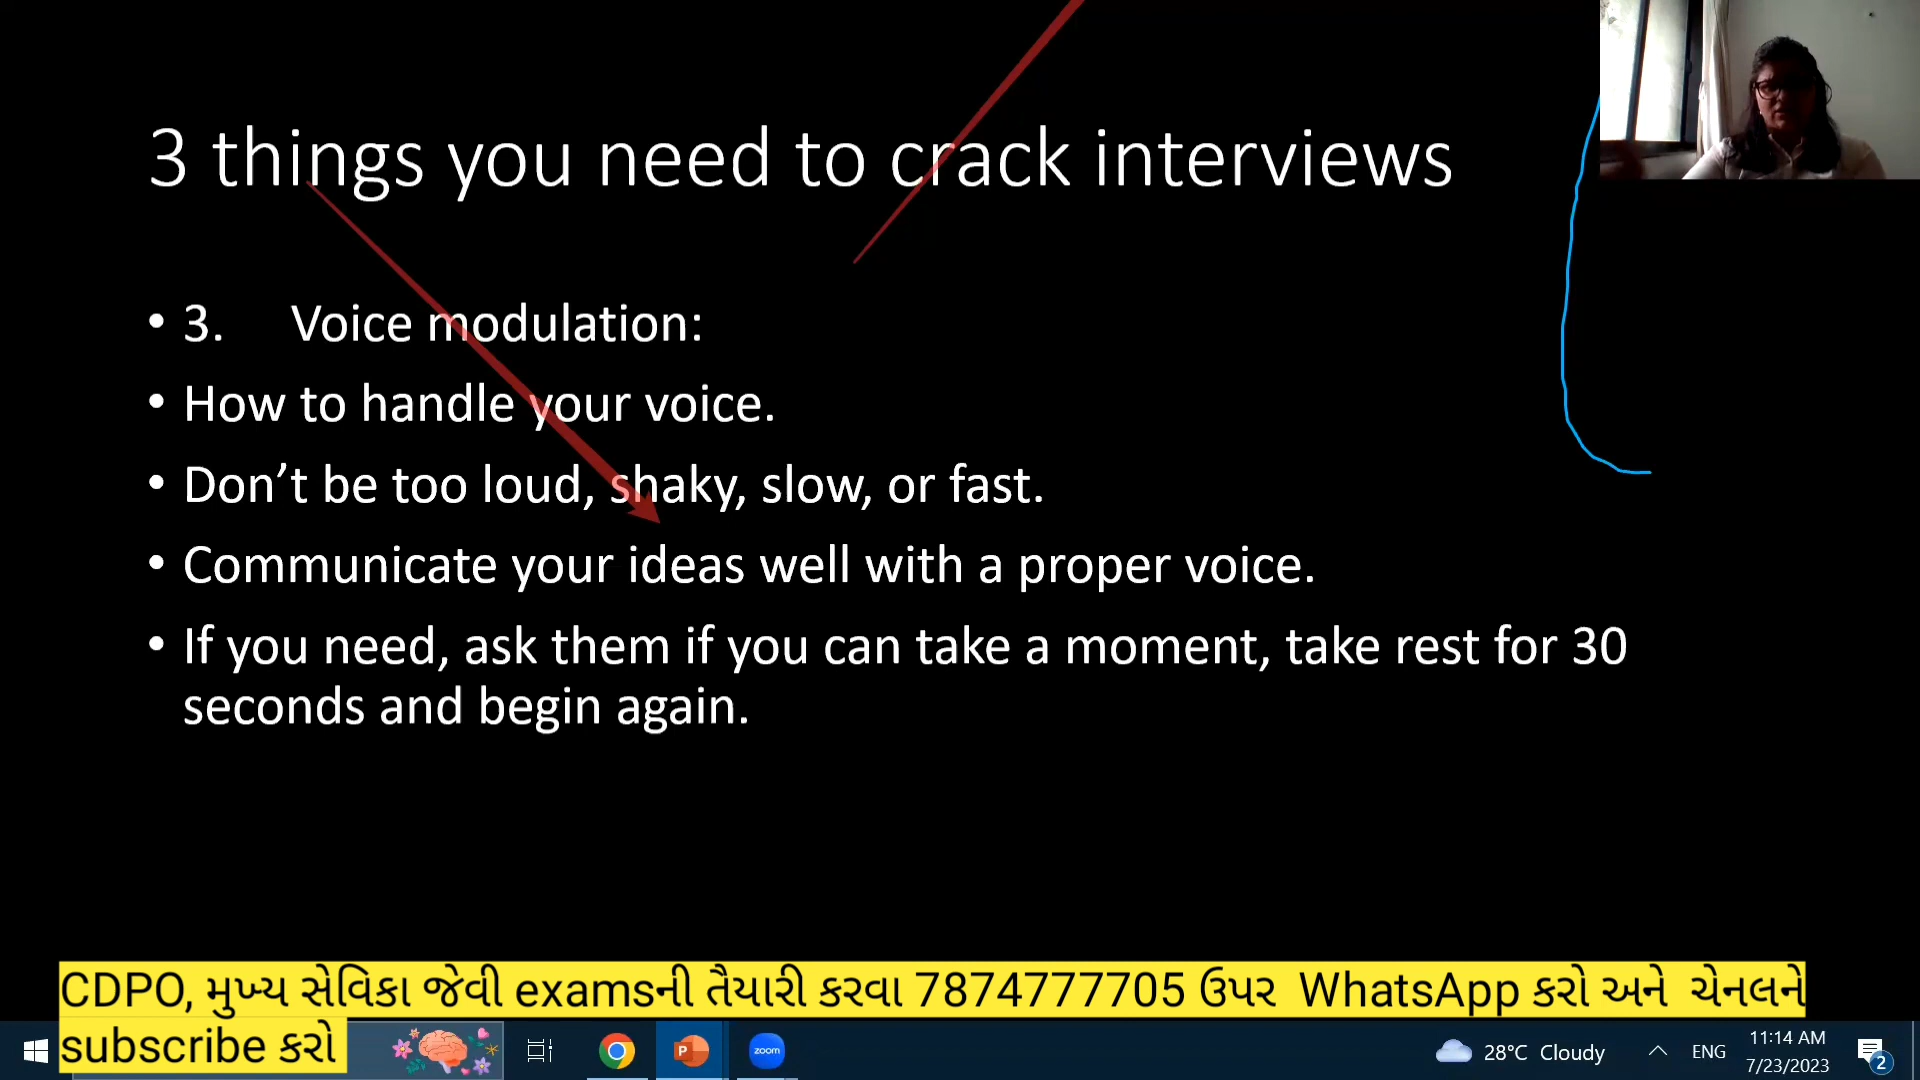 3 things you need to crack interviews
• 3. Voice modulation:
• How to handle your voice.
• Don’t be too loud, shaky, slow, or fast.
• Communicate your ideas well with a proper voice.
• If you need, ask them if you can take a moment, take rest for 30
seconds and begin again.
CDPO, મુખ્ય સેવિકા જેવી examsની તૈયારી કરવા 7874777705 ઉપર WhatsApp કરો અને ચેનલને
subscribe કરો
zoom
28°C Cloudy
ENG
11:14 AM
7/23/2023
2